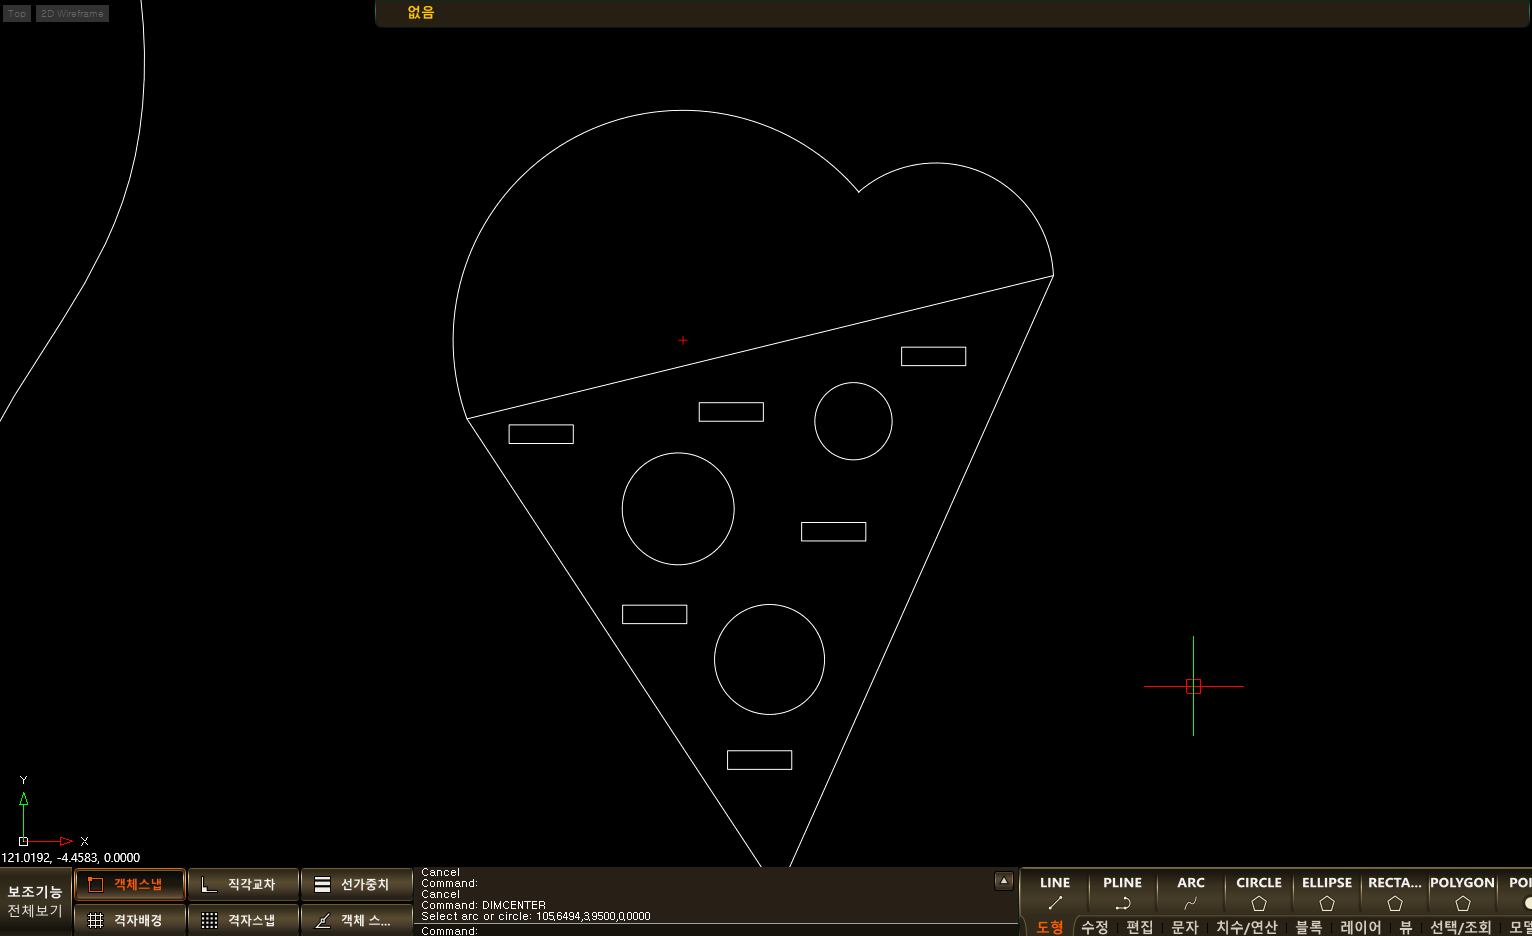 Top 2D Wireframe
없음
Y
X
121.0192, -4.4583, 0.0000
보조기능
전체보기
객체스냅 직각교차 선가중치
격자배경 격자스냅 객체 스...
Cancel
Command:
Cancel
Command: DIMCENTER
Select arc or circle: 105,6494,3,9500,0,0000
Command:
LINE PLINE ARC CIRCLE ELLIPSE RECTA... POLYGON POI
도형 수정 편집 문자 치수/연산 블록 레이어 뷰 선택/조회 모델